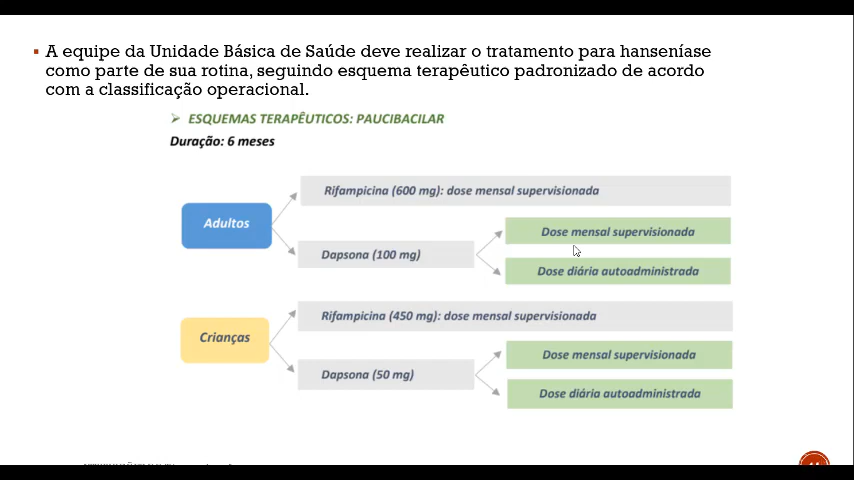 A equipe da Unidade Básica de Saúde deve realizar o tratamento para hanseníase
como parte de sua rotina, seguindo esquema terapêutico padronizado de acordo
com a classificação operacional.
ESQUEMAS TERAPÊUTICOS: PAUCIBACILAR
Duração: 6 meses
Adultos
Rifampicina (600 mg): dose mensal supervisionada
Dapsona (100 mg)
Dose mensal supervisionada
Dose diária autoadministrada
Crianças
Rifampicina (450 mg): dose mensal supervisionada
Dapsona (50 mg)
Dose mensal supervisionada
Dose diária autoadministrada